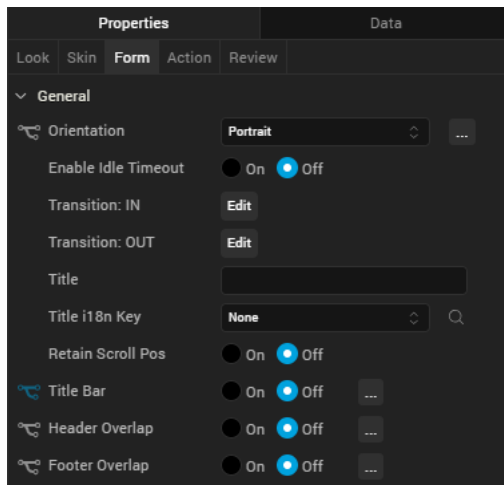 Properties Data
Look Skin Form Action Review
General
Orientation Portrait ...
Enable Idle Timeout On Off
Transition: IN Edit
Transition: OUT Edit
Title
Title i18n Key None
Retain Scroll Pos On Off
Title Bar On Off ...
Header Overlap On Off ...
Footer Overlap On Off ...